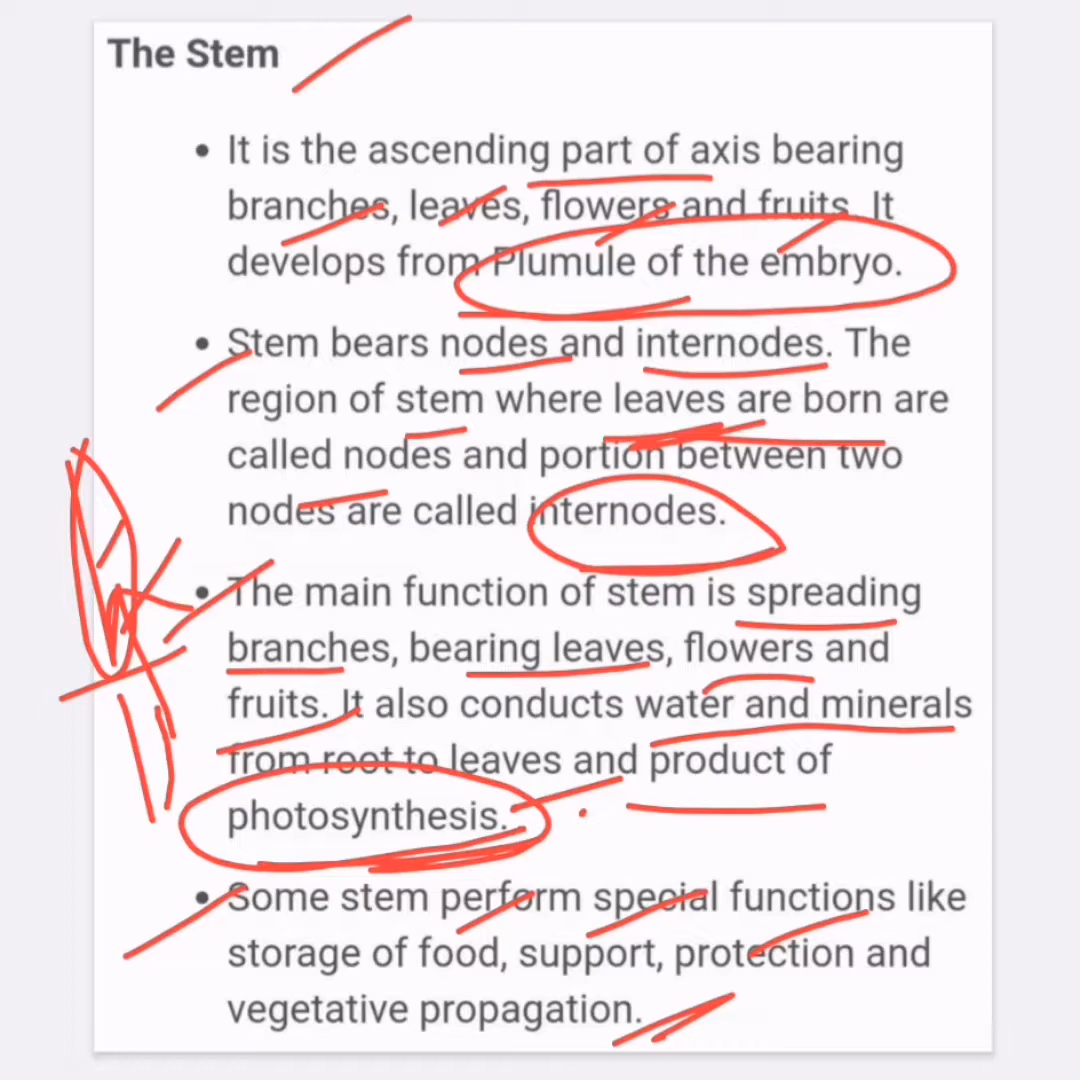 The Stem
• It is the ascending part of axis bearing
branches, leaves, flowers and fruits. It
develops from Plumule of the embryo.
• Stem bears nodes and internodes. The
region of stem where leaves are born are
called nodes and portion between two
nodes are called internodes.
• The main function of stem is spreading
branches, bearing leaves, flowers and
fruits. It also conducts water and minerals
from root to leaves and product of
photosynthesis.
• Some stem perform special functions like
storage of food, support, protection and
vegetative propagation.